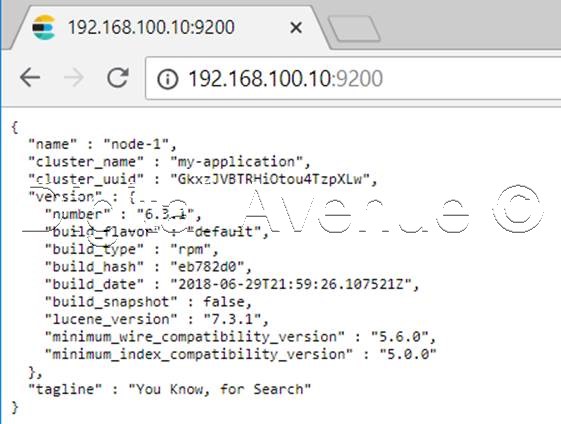 192.168.100.10:9200
192.168.100.10:9200
{
"name" : "node-1",
"cluster_name" : "my-application",
"cluster_uuid" : "GkxzJVBTRHiOtou4TzpXLw",
"version" : {
"number" : "6.3.1",
"build_flavor" : "default",
"build_type" : "rpm",
"build_hash" : "eb782d0",
"build_date" : "2018-06-29T21:59:26.107521Z",
"build_snapshot" : false,
"lucene_version" : "7.3.1",
"minimum_wire_compatibility_version" : "5.6.0",
"minimum_index_compatibility_version" : "5.0.0"
},
"tagline" : "You Know, for Search"
}
Digital Avenue ©